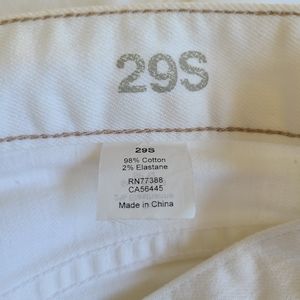 29S
29S
98% Cotton
2% Elastane
RN77388
CA56445
Made in China